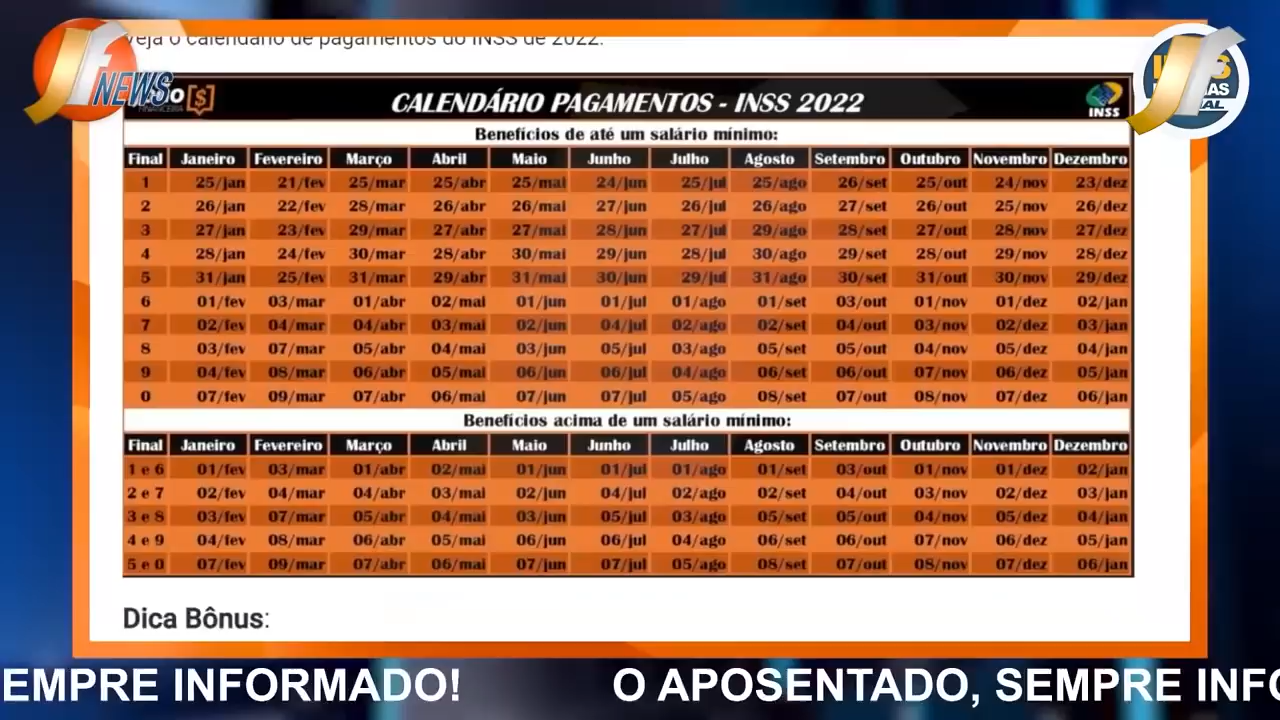 Veja o calendário de pagamentos do INSS de 2022:
NEWS
CALENDÁRIO PAGAMENTOS - INSS 2022
INSS
Benefícios de até um salário mínimo:
Final Janeiro Fevereiro Março Abril Maio Junho Julho Agosto Setembro Outubro Novembro Dezembro
1 25/jan 21/fev 25/mar 25/abr 25/mai 24/jun 25/jul 25/ago 26/set 25/out 24/nov 23/dez
2 26/jan 22/fev 28/mar 26/abr 26/mai 27/jun 26/jul 26/ago 27/set 26/out 25/nov 26/dez
3 27/jan 23/fev 29/mar 27/abr 27/mai 28/jun 27/jul 29/ago 28/set 27/out 28/nov 27/dez
4 28/jan 24/fev 30/mar 28/abr 30/mai 29/jun 28/jul 30/ago 29/set 28/out 29/nov 28/dez
5 31/jan 25/fev 31/mar 29/abr 31/mai 30/jun 29/jul 31/ago 30/set 31/out 30/nov 29/dez
6 01/fev 03/mar 01/abr 02/mai 01/jun 01/jul 01/ago 01/set 03/out 01/nov 01/dez 02/jan
7 02/fev 04/mar 04/abr 03/mai 02/jun 04/jul 02/ago 02/set 04/out 03/nov 02/dez 03/jan
8 03/fev 07/mar 05/abr 04/mai 03/jun 05/jul 03/ago 05/set 05/out 04/nov 05/dez 04/jan
9 04/fev 08/mar 06/abr 05/mai 06/jun 06/jul 04/ago 06/set 06/out 07/nov 06/dez 05/jan
0 07/fev 09/mar 07/abr 06/mai 07/jun 07/jul 05/ago 08/set 07/out 08/nov 07/dez 06/jan
Benefícios acima de um salário mínimo:
Final Janeiro Fevereiro Março Abril Maio Junho Julho Agosto Setembro Outubro Novembro Dezembro
1 e 6 01/fev 03/mar 01/abr 02/mai 01/jun 01/jul 01/ago 01/set 03/out 01/nov 01/dez 02/jan
2 e 7 02/fev 04/mar 04/abr 03/mai 02/jun 04/jul 02/ago 02/set 04/out 03/nov 02/dez 03/jan
3 e 8 03/fev 07/mar 05/abr 04/mai 03/jun 05/jul 03/ago 05/set 05/out 04/nov 05/dez 04/jan
4 e 9 04/fev 08/mar 06/abr 05/mai 06/jun 06/jul 04/ago 06/set 06/out 07/nov 06/dez 05/jan
5 e 0 07/fev 09/mar 07/abr 06/mai 07/jun 07/jul 05/ago 08/set 07/out 08/nov 07/dez 06/jan
Dica Bônus:
EMPRE INFORMADO! O APOSENTADO, SEMPRE INFO